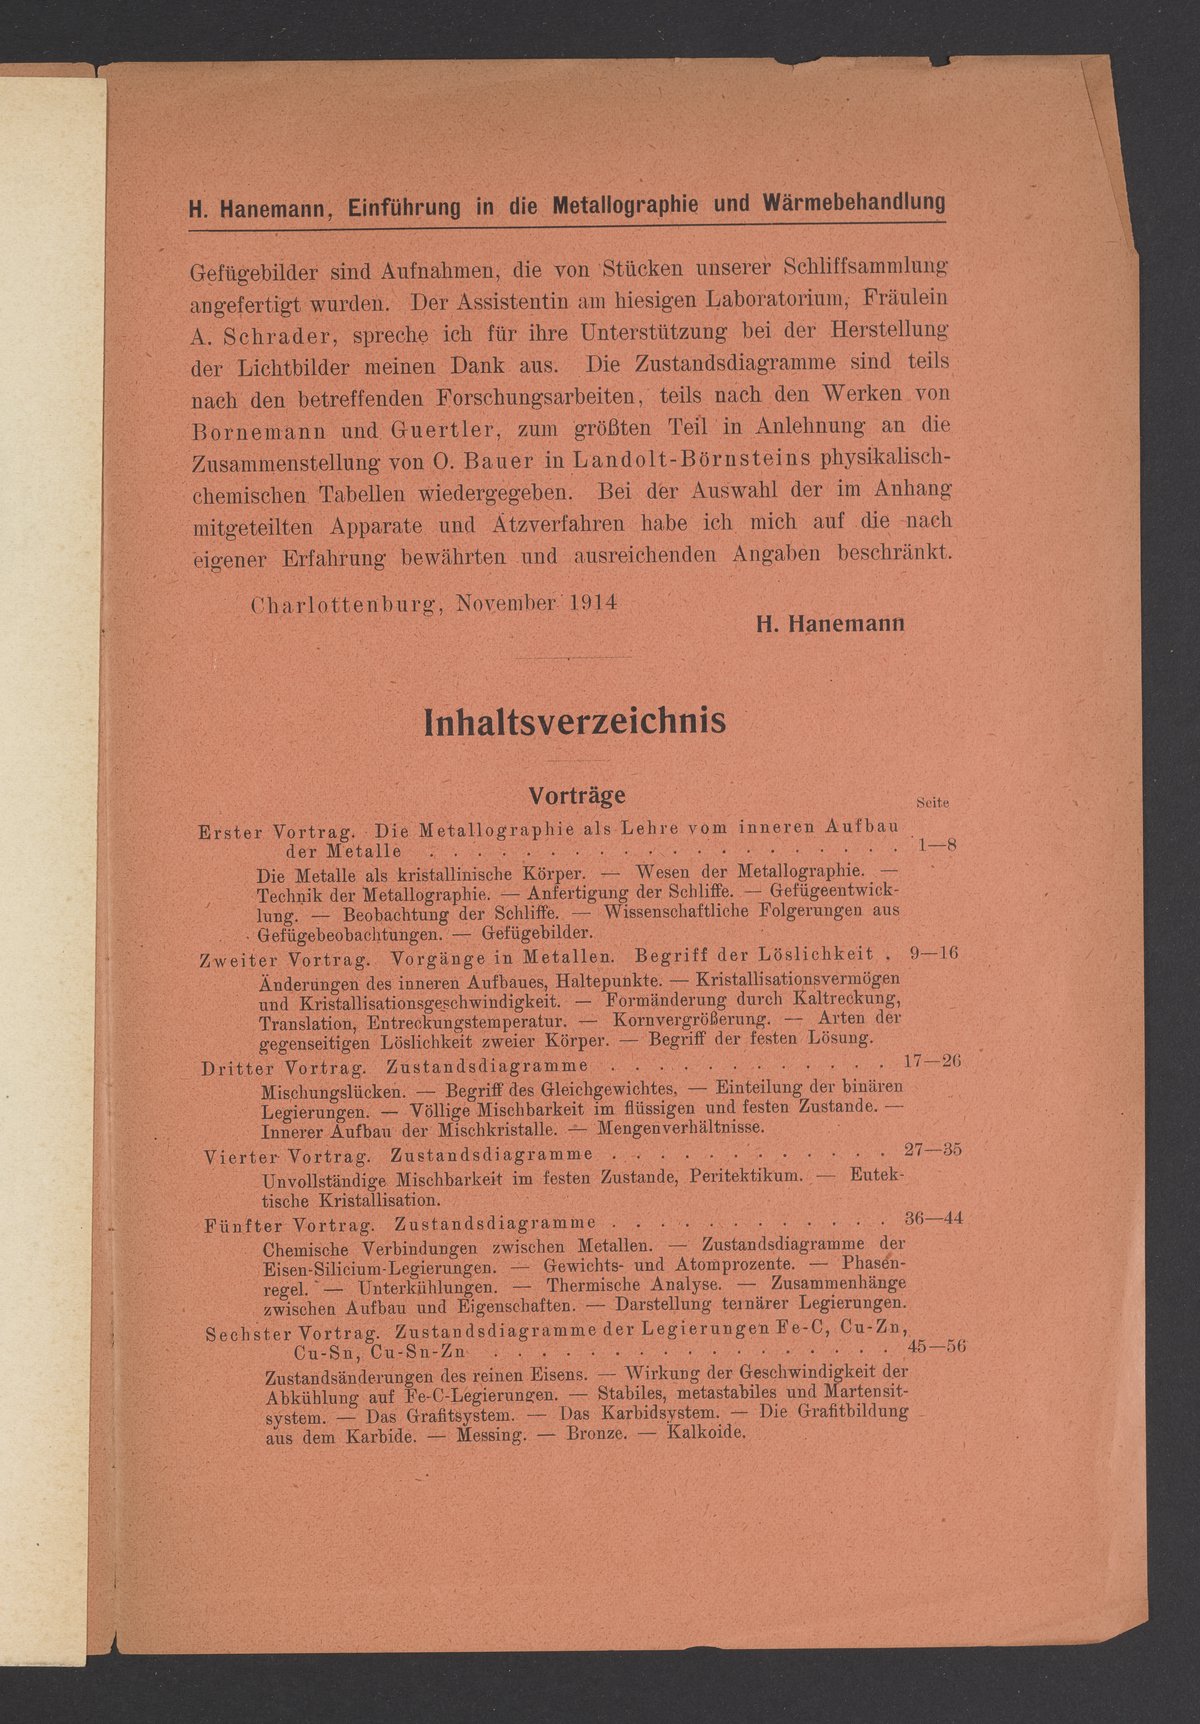 H. Hanemann, Einführung in die Metallographie und Wärmebehandlung
Gefügebilder sind Aufnahmen, die von Stücken unserer Schliffsammlung
angefertigt wurden. Der Assistentin am hiesigen Laboratorium, Fräulein
A. Schrader, spreche ich für ihre Unterstützung bei der Herstellung
der Lichtbilder meinen Dank aus. Die Zustandsdiagramme sind teils
nach den betreffenden Forschungsarbeiten, teils nach den Werken von
Bornemann und Guertler, zum größten Teil in Anlehnung an die
Zusammenstellung von O. Bauer in Landolt-Börnsteins physikalisch-
chemischen Tabellen wiedergegeben. Bei der Auswahl der im Anhang
mitgeteilten Apparate und Ätzverfahren habe ich mich auf die nach
eigener Erfahrung bewährten und ausreichenden Angaben beschränkt.
Charlottenburg, November 1914
H. Hanemann
Inhaltsverzeichnis
Vorträge
Seite
Erster Vortrag. Die Metallographie als Lehre vom inneren Aufbau
der Metalle . . . . . . . . . . . . . . . . . . . . 1—8
Die Metalle als kristallinische Körper. — Wesen der Metallographie. —
Technik der Metallographie. — Anfertigung der Schliffe. — Gefügeentwick-
lung. — Beobachtung der Schliffe. — Wissenschaftliche Folgerungen aus
Gefügebeobachtungen. — Gefügebilder.
Zweiter Vortrag. Vorgänge in Metallen. Begriff der Löslichkeit . 9—16
Änderungen des inneren Aufbaues, Haltepunkte. — Kristallisationsvermögen
und Kristallisationsgeschwindigkeit. — Formänderung durch Kaltreckung,
Translation, Entreckungstemperatur. — Kornvergrößerung. — Arten der
gegenseitigen Löslichkeit zweier Körper. — Begriff der festen Lösung.
Dritter Vortrag. Zustandsdiagramme . . . . . . . . . . . . 17—26
Mischungslücken. — Begriff des Gleichgewichtes, — Einteilung der binären
Legierungen. — Völlige Mischbarkeit im flüssigen und festen Zustande. —
Innerer Aufbau der Mischkristalle. — Mengenverhältnisse.
Vierter Vortrag. Zustandsdiagramme . . . . . . . . . . . . 27—35
Unvollständige Mischbarkeit im festen Zustande, Peritektikum. — Eutek-
tische Kristallisation.
Fünfter Vortrag. Zustandsdiagramme . . . . . . . . . . . . 36—44
Chemische Verbindungen zwischen Metallen. — Zustandsdiagramme der
Eisen-Silicium-Legierungen. — Gewichts- und Atomprozente. — Phasen-
regel. — Unterkühlungen. — Thermische Analyse. — Zusammenhänge
zwischen Aufbau und Eigenschaften. — Darstellung ternärer Legierungen.
Sechster Vortrag. Zustandsdiagramme der Legierungen Fe-C, Cu-Zn,
Cu-Sn, Cu-Sn-Zn . . . . . . . . . . . . . . . . . 45—56
Zustandsänderungen des reinen Eisens. — Wirkung der Geschwindigkeit der
Abkühlung auf Fe-C-Legierungen. — Stabiles, metastabiles und Martensit-
system. — Das Grafitsystem. — Das Karbidsystem. — Die Grafitbildung
aus dem Karbide. — Messing. — Bronze. — Kalkoide.